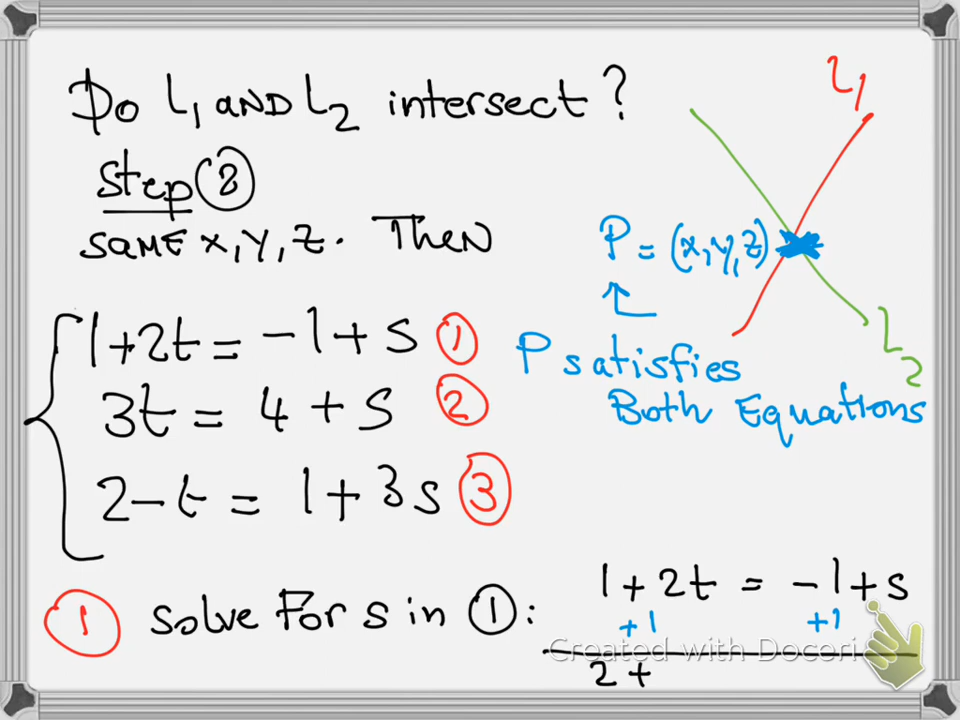 Do L1 AND L2 intersect?
L1
Step 2
SAME x, y, z. Then
P = (x, y, z)
1+2t = -1+s 1
P satisfies
L2
3t = 4 + s 2
Both Equations
2-t = 1+3s 3
1 solve For s in 1:
1+2t = -1+s
+1 +1
Created with Doceri
2+